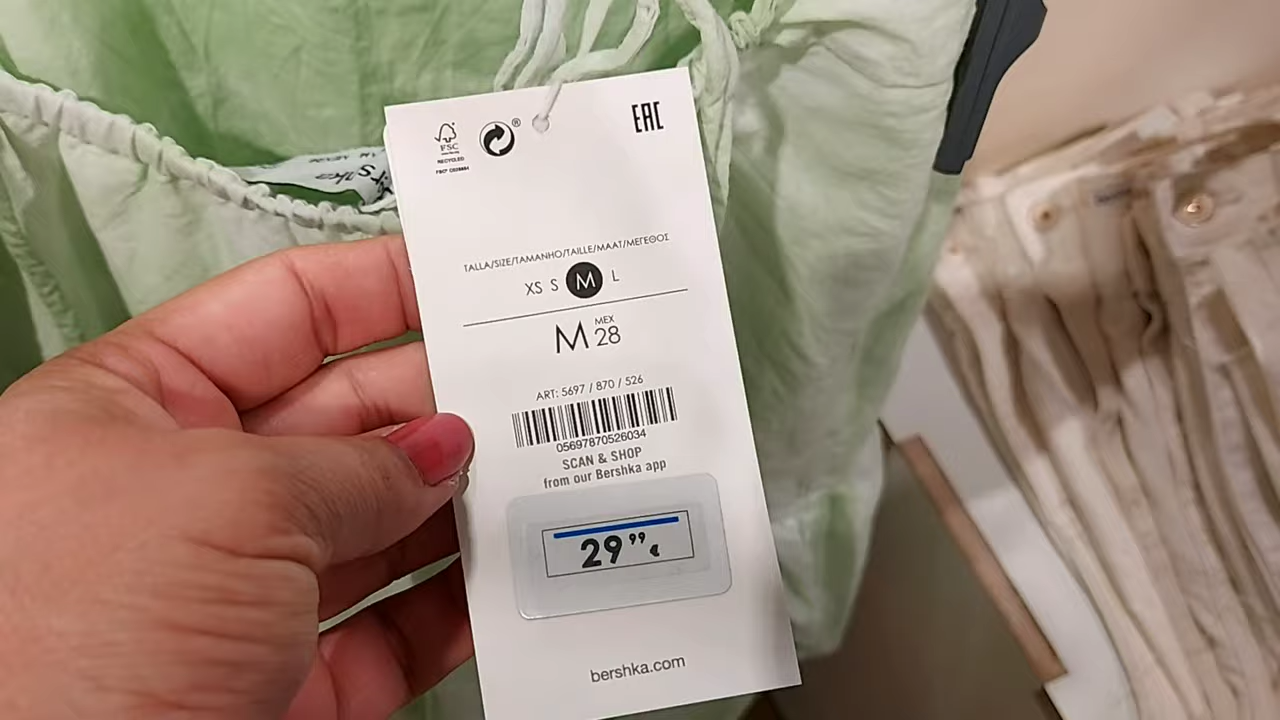 FSC
RECYCLED
®
EAC
TALLA/SIZE/TAMANHO/TAILLE/MAAT/ΜΕΓΕΘΟΣ
XS S M L
M MEX 28
ART: 5697 / 870 / 526
05697870526034
SCAN & SHOP
from our Bershka app
29 99 €
bershka.com